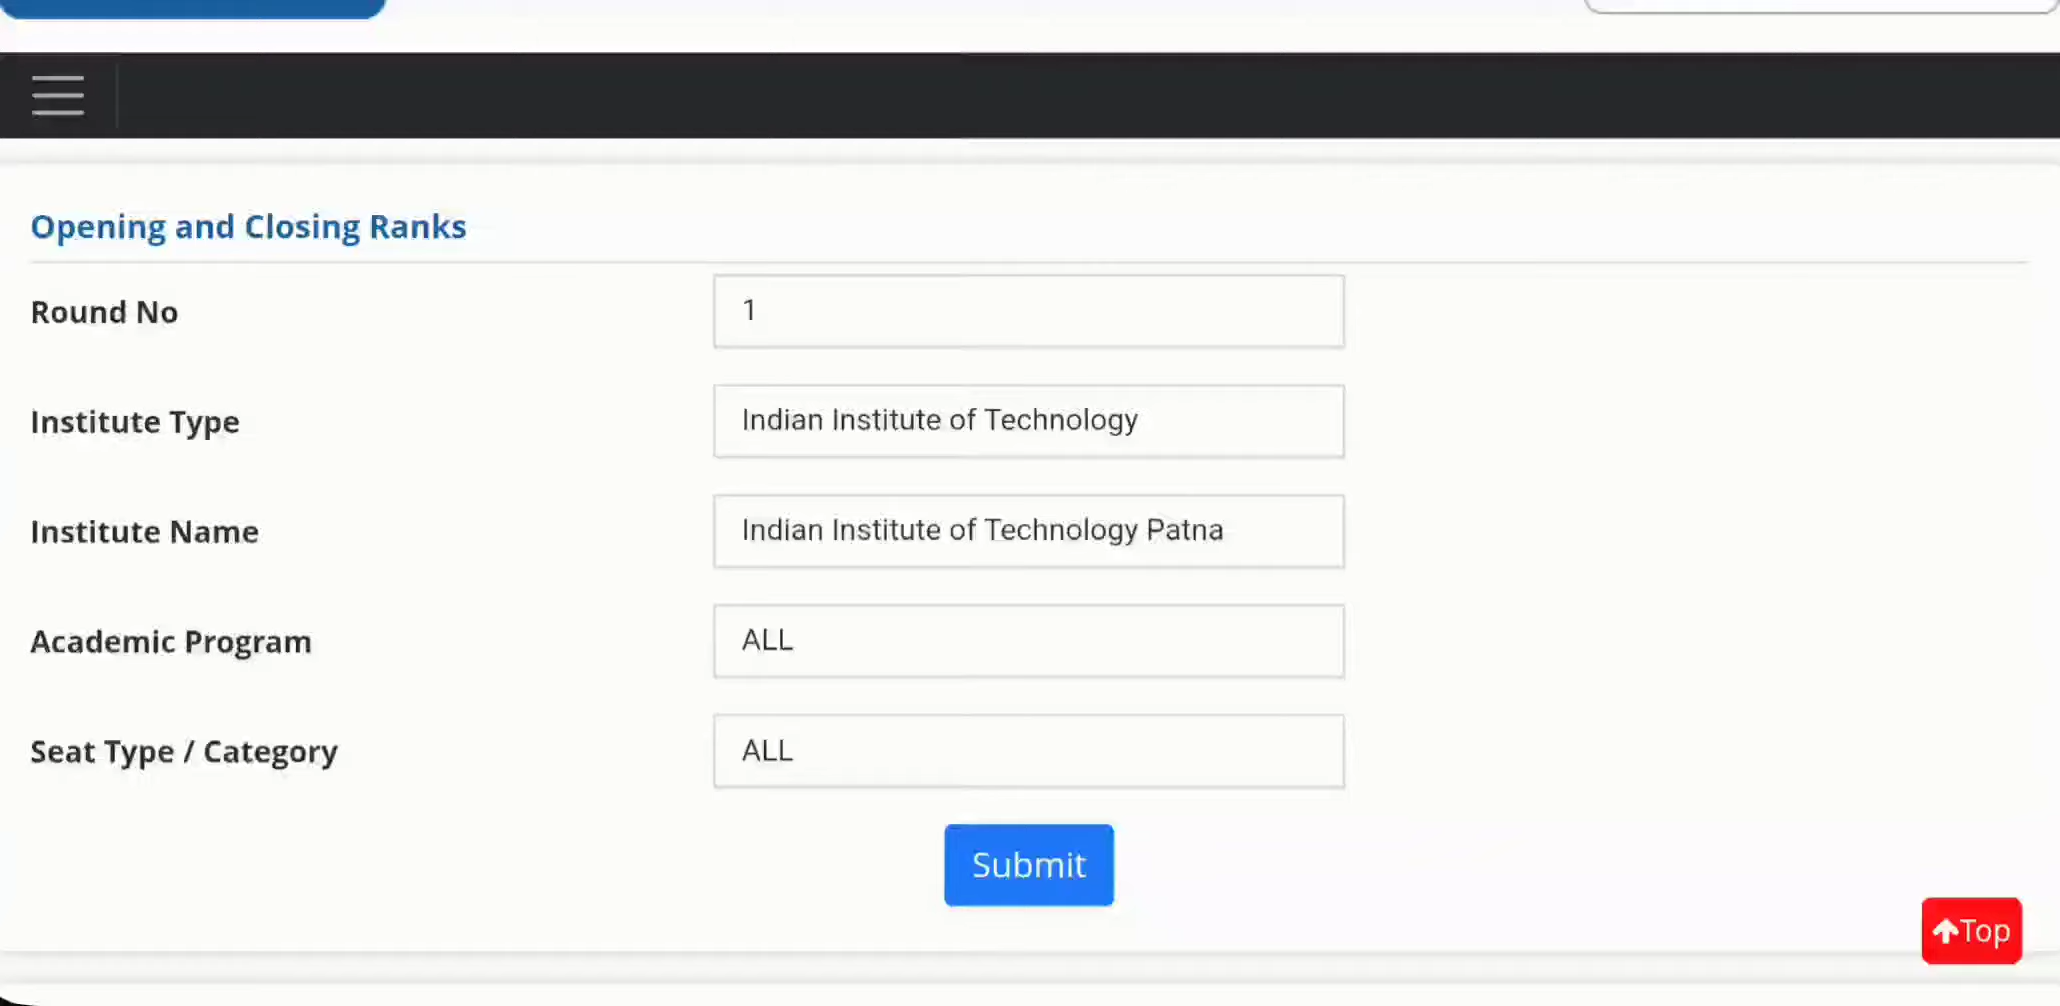 Opening and Closing Ranks
Round No 1
Institute Type Indian Institute of Technology
Institute Name Indian Institute of Technology Patna
Academic Program ALL
Seat Type / Category ALL
Submit
Top